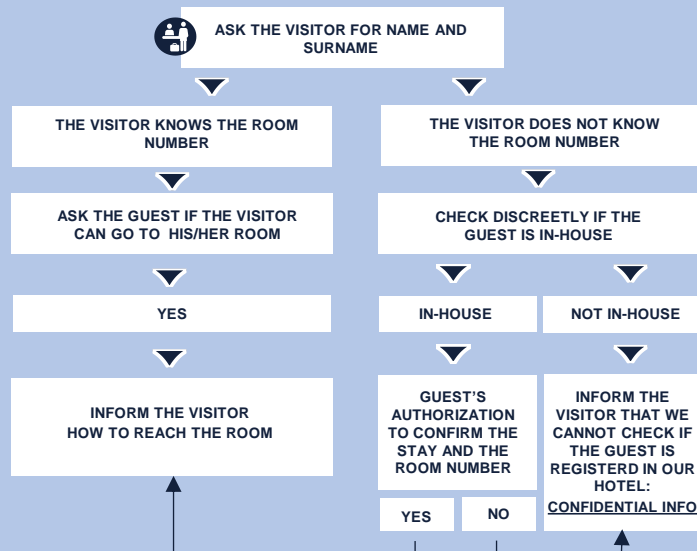 ASK THE VISITOR FOR NAME AND
SURNAME
THE VISITOR KNOWS THE ROOM
NUMBER
THE VISITOR DOES NOT KNOW
THE ROOM NUMBER
ASK THE GUEST IF THE VISITOR
CAN GO TO HIS/HER ROOM
CHECK DISCREETLY IF THE
GUEST IS IN-HOUSE
YES
IN-HOUSE
NOT IN-HOUSE
INFORM THE VISITOR
HOW TO REACH THE ROOM
GUEST'S
AUTHORIZATION
TO CONFIRM THE
STAY AND THE
ROOM NUMBER
INFORM THE
VISITOR THAT WE
CANNOT CHECK IF
THE GUEST IS
REGISTERD IN OUR
HOTEL:
CONFIDENTIAL INFO
YES
NO